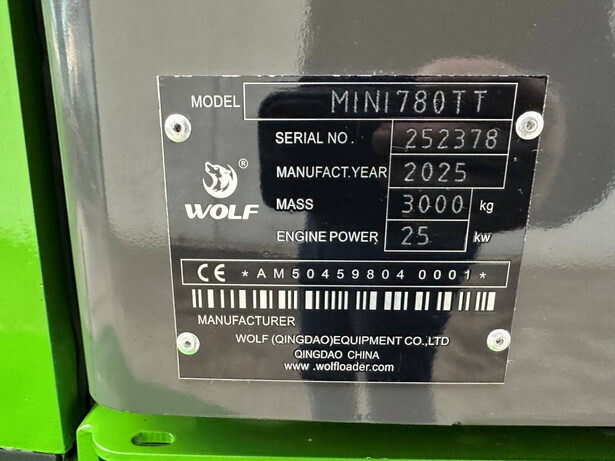 MODEL MINI780TT
SERIAL NO. 252378
MANUFACT.YEAR 2025
®
WOLF
MASS 3000 kg
ENGINE POWER 25 kw
CE *AM50459804 0001*
MANUFACTURER
WOLF (QINGDAO)EQUIPMENT CO.,LTD
QINGDAO CHINA
www.wolfloader.com